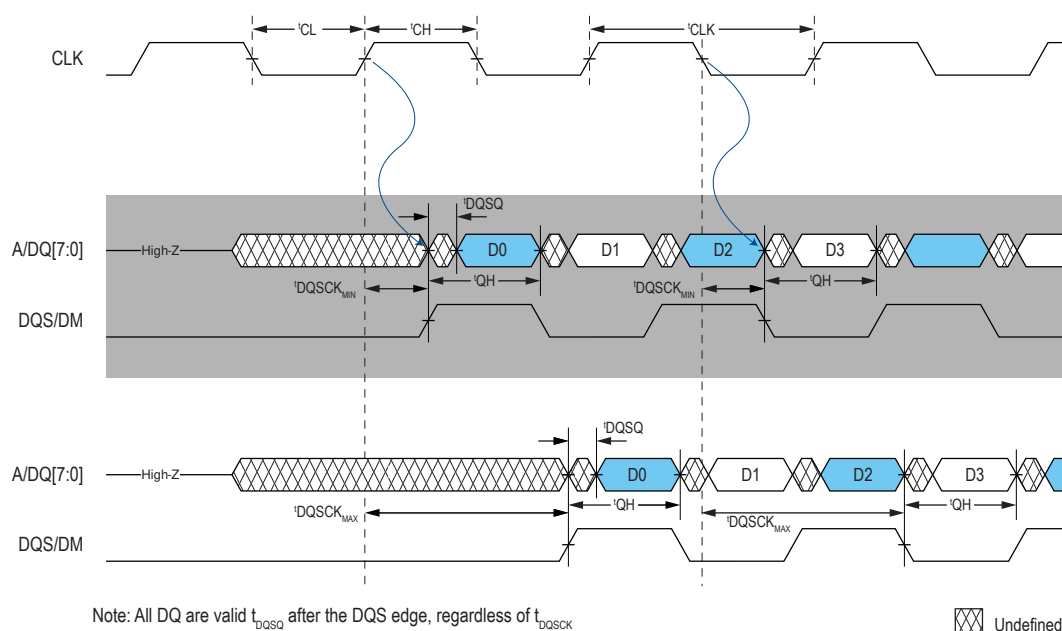 tCL
tCH
tCLK
CLK
tDQSQ
A/DQ[7:0]
High-Z
D0
D1
D2
D3
tDQSCKMIN
tQH
tDQSCKMIN
tQH
DQS/DM
tDQSQ
A/DQ[7:0]
High-Z
D0
D1
D2
D3
tDQSCKMAX
tQH
tDQSCKMAX
tQH
DQS/DM
Note: All DQ are valid tDQSQ after the DQS edge, regardless of tDQSCK
Undefined